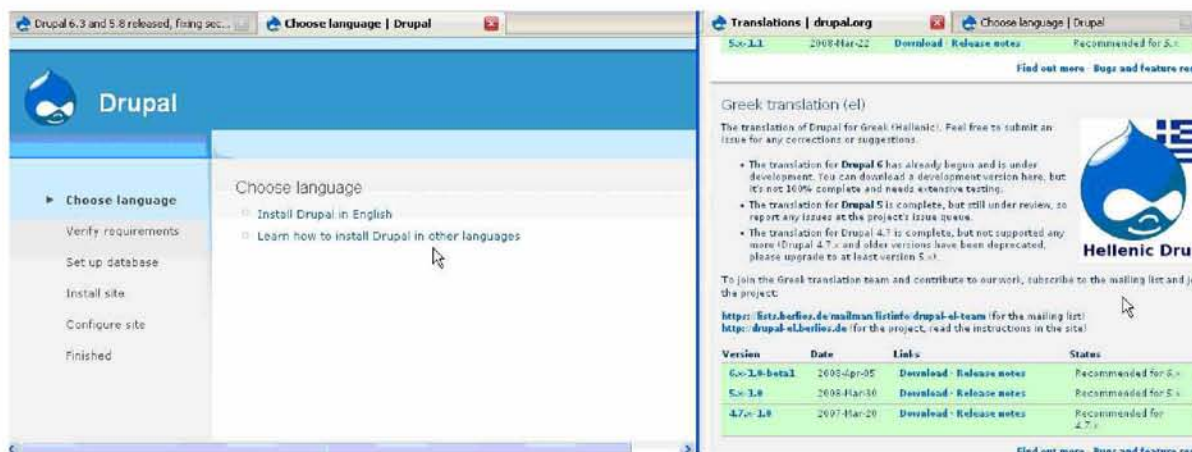 Drupal 6.3 and 5.8 released, fixing sec...
Choose language | Drupal
Drupal
Choose language
Verify requirements
Set up database
Install site
Configure site
Finished
Choose language
Install Drupal in English
Learn how to install Drupal in other languages
Translations | drupal.org
Choose language | Drupal
5.x-1.1 2008-Mar-22 Download · Release notes Recommended for 5.x
Find out more · Bugs and feature rec
Greek translation (el)
The translation of Drupal for Greek (Hellenic). Feel free to submit an
issue for any corrections or suggestions.
• The translation for Drupal 6 has already begun and is under
development. You can download a development version here, but
it's not 100% complete and needs extensive testing.
• The translation for Drupal 5 is complete, but still under review, so
report any issues at the project's issue queue.
• The translation for Drupal 4.7 is complete, but not supported any
more (Drupal 4.7.x and older versions have been deprecated,
please upgrade to at least version 5.x).
Hellenic Dru
To join the Greek translation team and contribute to our work, subscribe to the mailing list and jo
the project:
https://lists.berlios.de/mailman/listinfo/drupal-el-team (for the mailing list)
http://drupal-el.berlios.de (for the project, read the instructions in the site)
Version Date Links Status
6.x-1.0-beta1 2008-Apr-05 Download · Release notes Recommended for 6.x
5.x-1.0 2008-Mar-30 Download · Release notes Recommended for 5.x
4.7.x-1.0 2007-Mar-20 Download · Release notes Recommended for
4.7.x
Find out more · Bugs and feature rec